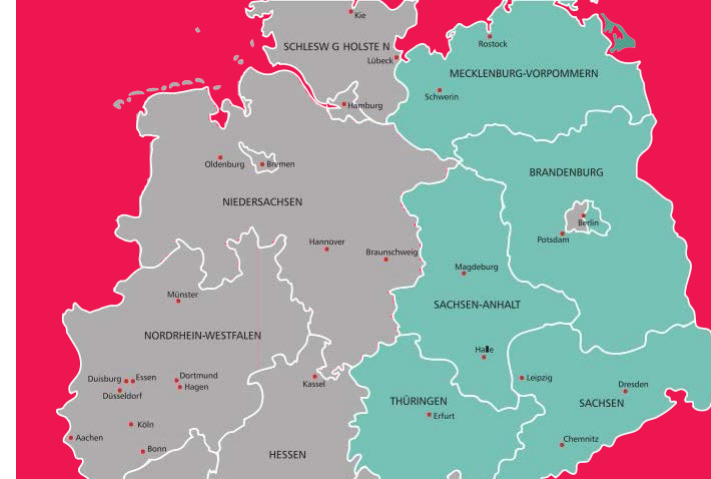 Kie
SCHLESW G HOLSTE N
Lübeck
Rostock
MECKLENBURG-VORPOMMERN
Schwerin
Hamburg
Oldenburg
Bremen
BRANDENBURG
NIEDERSACHSEN
Berlin
Potsdam
Hannover
Braunschweig
Magdeburg
Münster
SACHSEN-ANHALT
NORDRHEIN-WESTFALEN
Halle
Duisburg
Essen
Dortmund
Hagen
Düsseldorf
Kassel
Leipzig
Dresden
THÜRINGEN
SACHSEN
Erfurt
Köln
Aachen
Bonn
Chemnitz
HESSEN